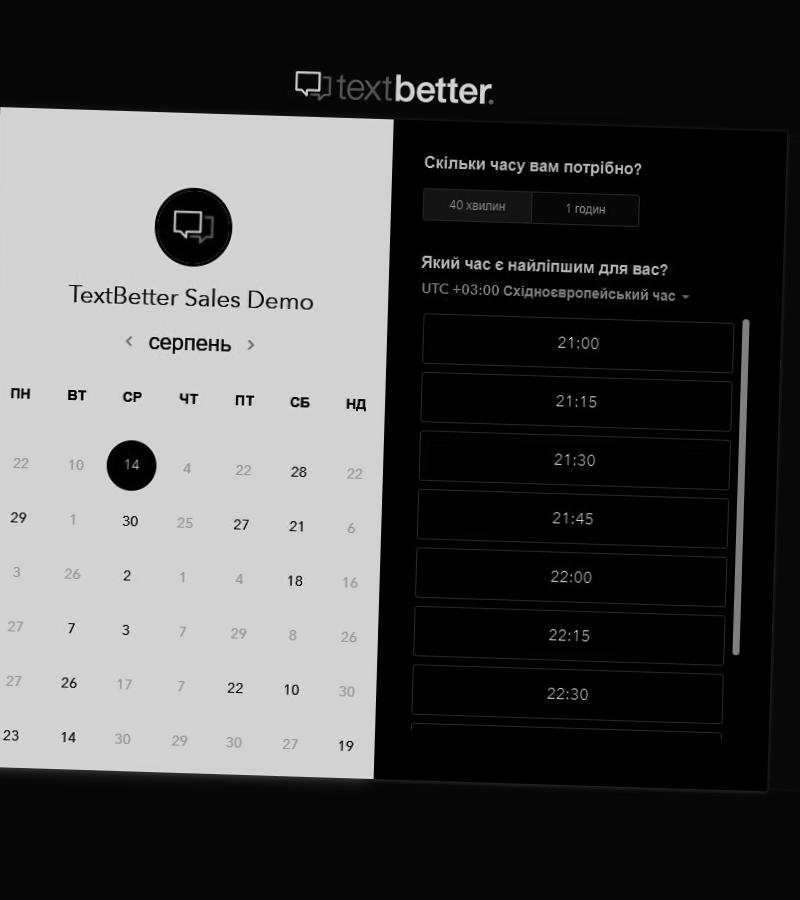 textbetter.
TextBetter Sales Demo
< серпень >
ПН ВТ СР ЧТ ПТ СБ НД
22 10 14 4 22 28 22
29 1 30 25 27 21 6
3 26 2 1 4 18 16
27 7 3 7 29 8 26
27 26 17 7 22 10 30
23 14 30 29 30 27 19
Скільки часу вам потрібно?
40 хвилин 1 годин
Який час є найліпшим для вас?
UTC +03:00 Східноєвропейський час
21:00
21:15
21:30
21:45
22:00
22:15
22:30